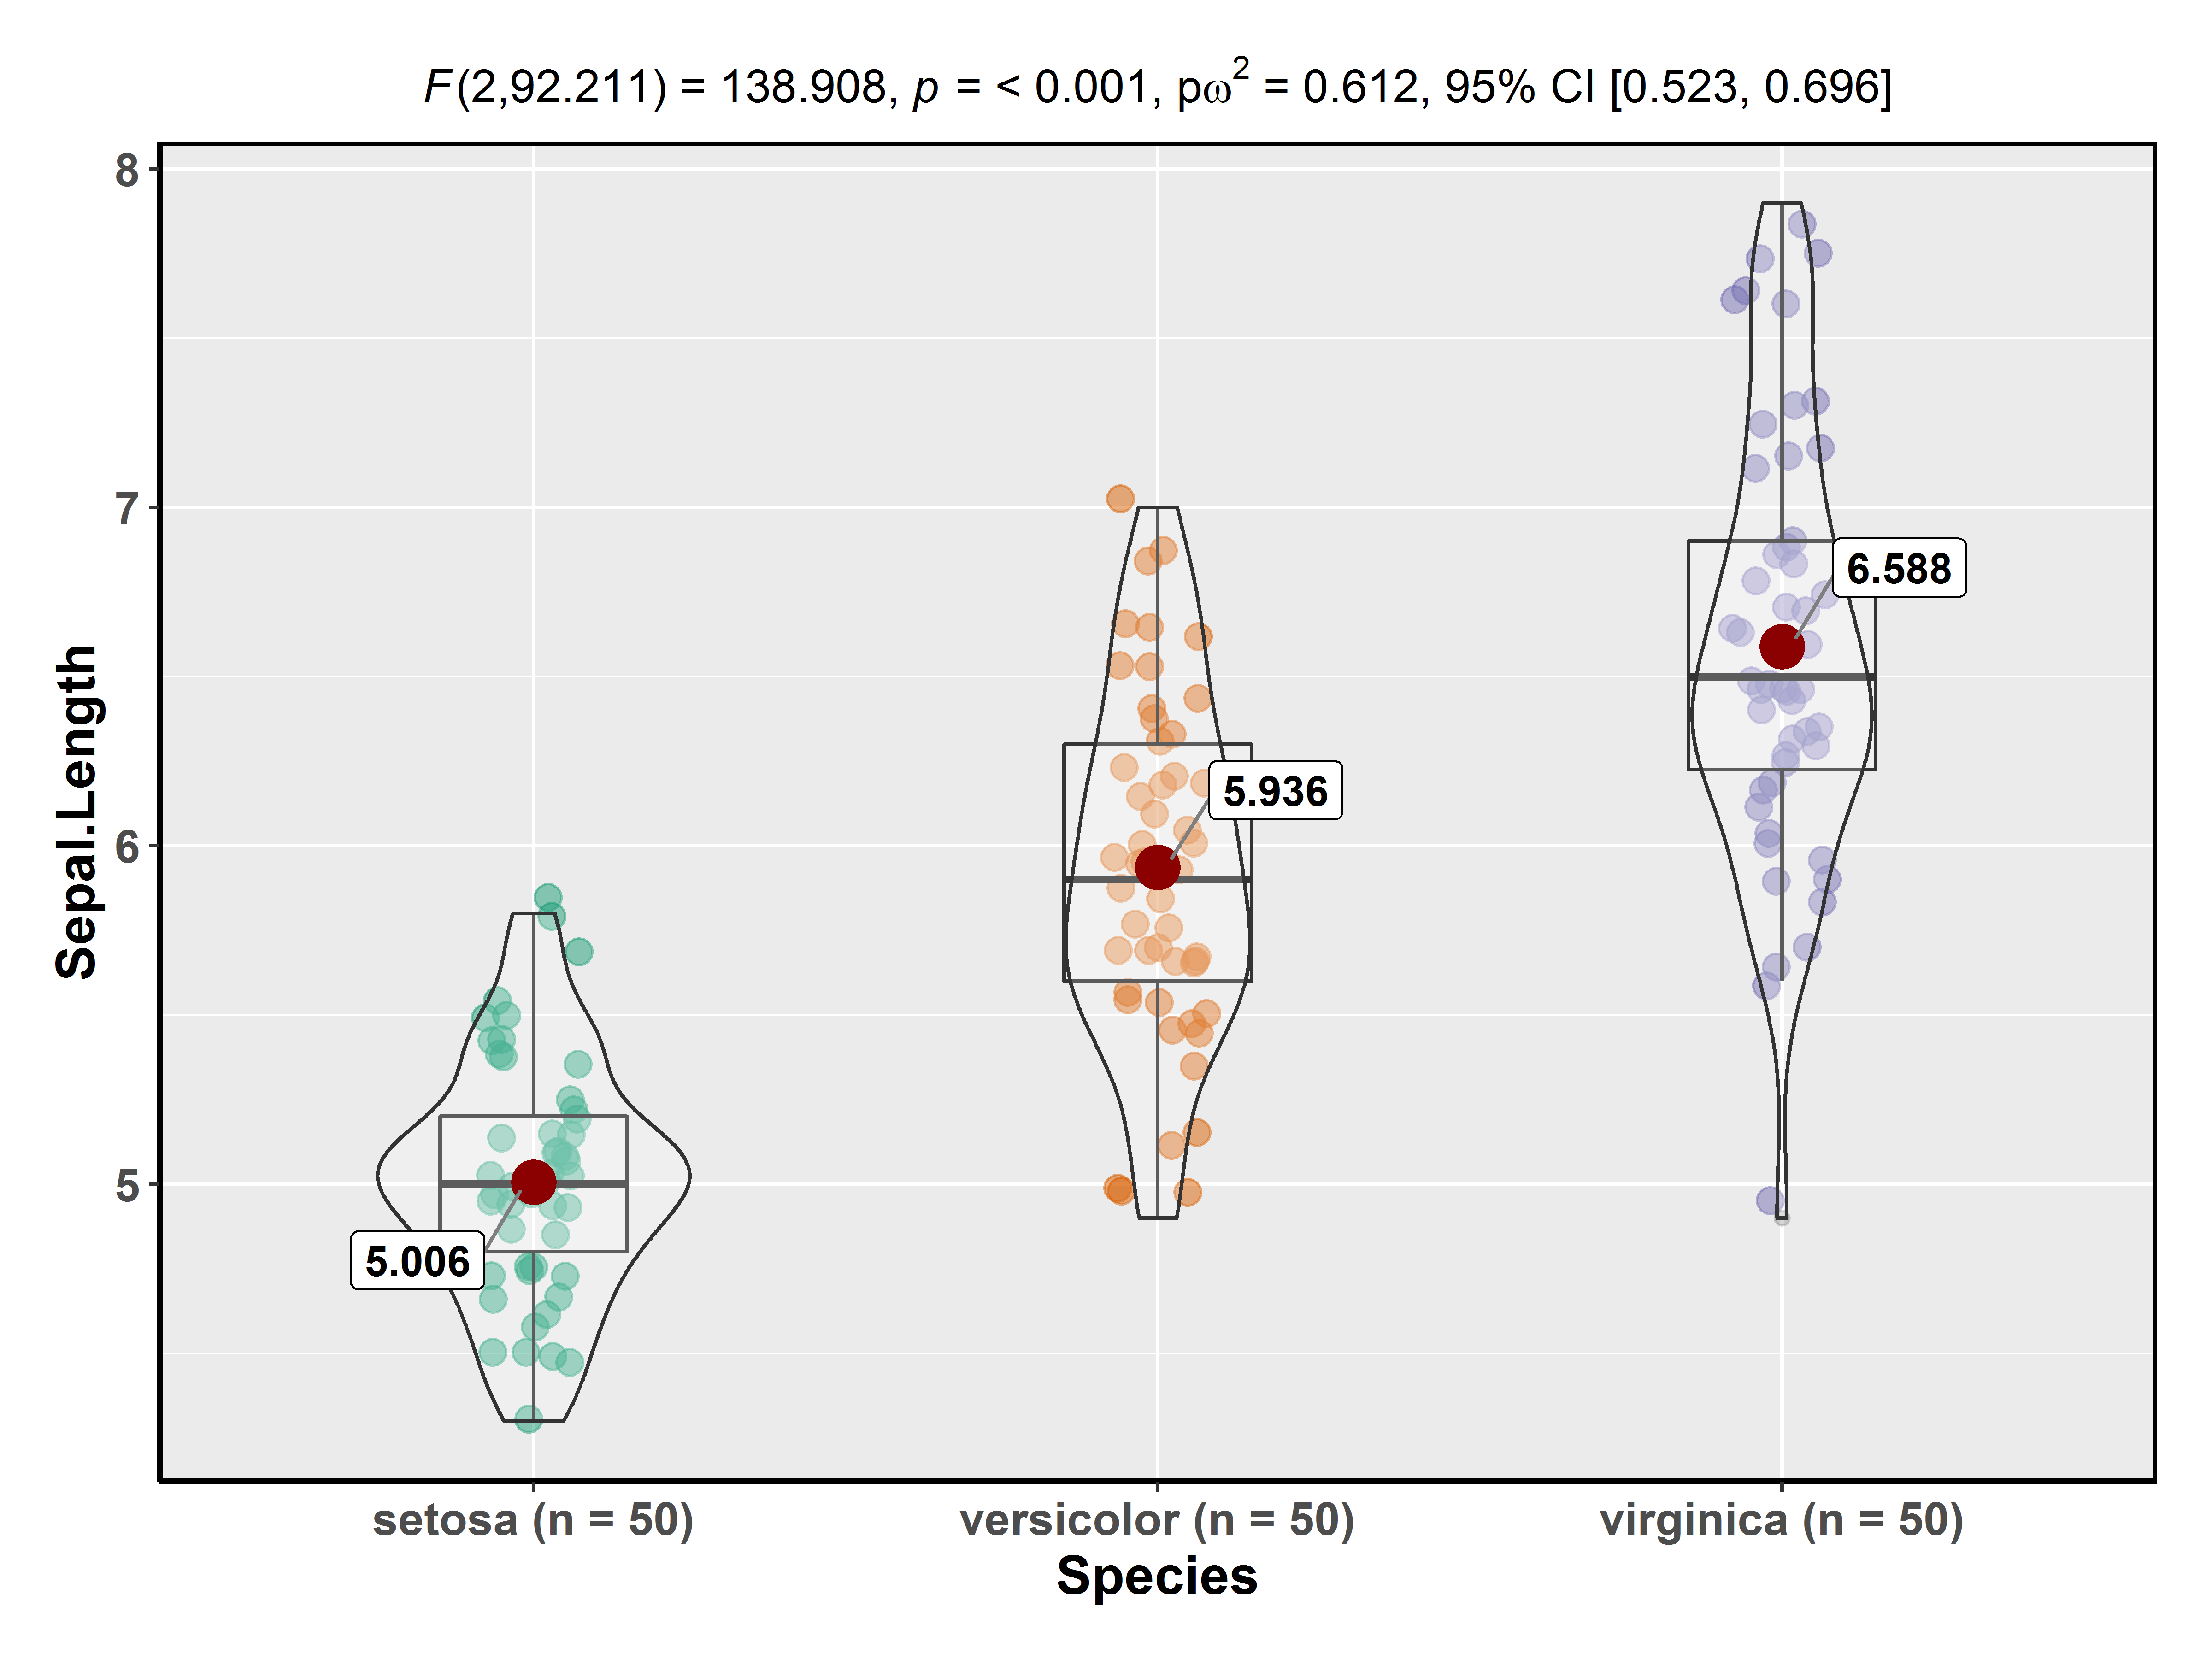 F(2,92.211) = 138.908, p = < 0.001, pω² = 0.612, 95% CI [0.523, 0.696]
8
7
6
5
Sepal.Length
6.588
5.936
5.006
setosa (n = 50) versicolor (n = 50) virginica (n = 50)
Species